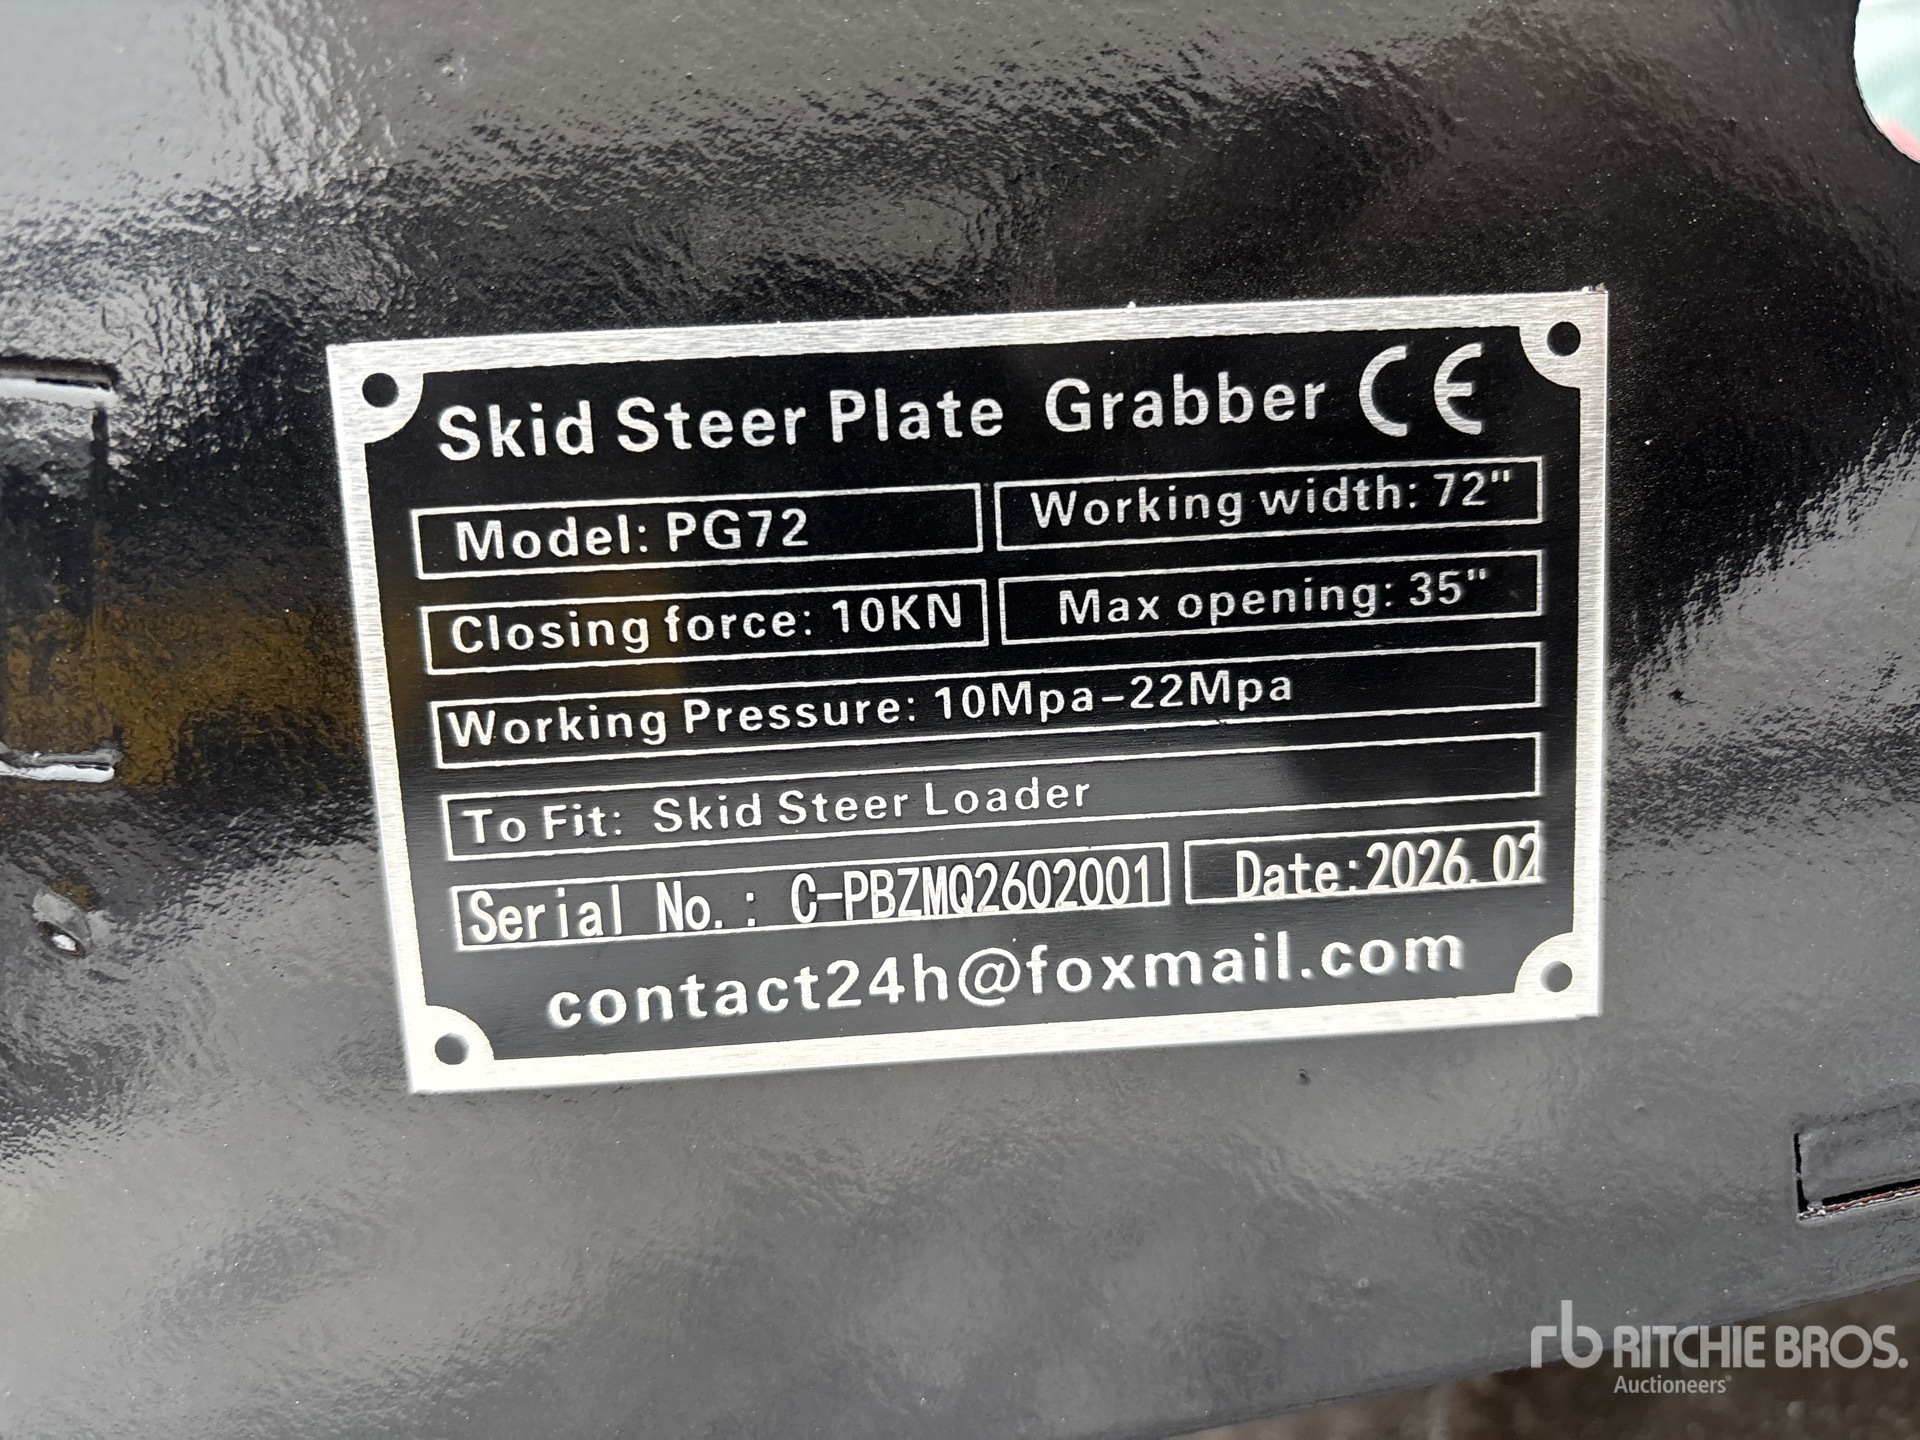 Skid Steer Plate Grabber CE
Model: PG72
Working width: 72"
Closing force: 10KN
Max opening: 35"
Working Pressure: 10Mpa-22Mpa
To Fit: Skid Steer Loader
Serial No.: C-PBZMQ2602001
Date:2026.02
contact24h@foxmail.com
rb RITCHIE BROS.
Auctioneers